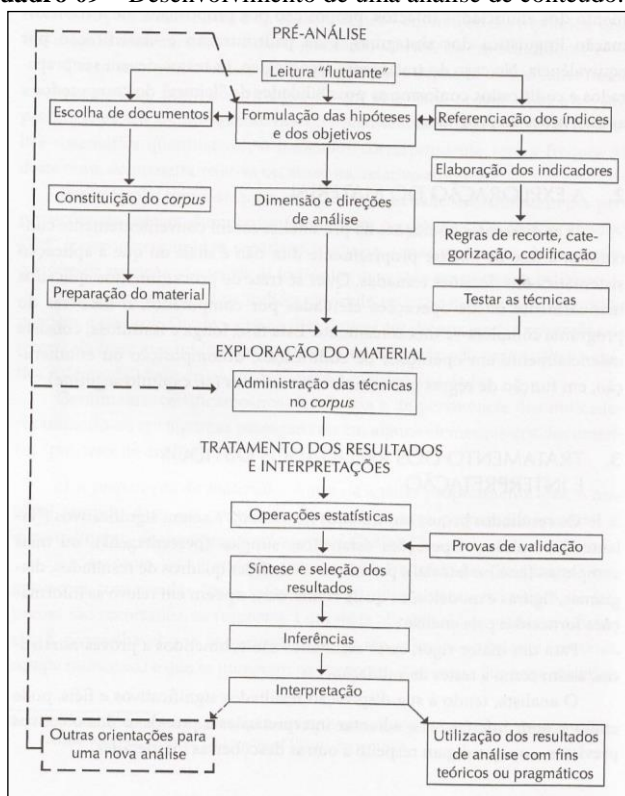 Quadro 09 – Desenvolvimento de uma análise de conteúdo
PRÉ-ANÁLISE
Leitura "flutuante"
Escolha de documentos
Formulação das hipóteses
e dos objetivos
Referenciação dos índices
Elaboração dos indicadores
Constituição do corpus
Dimensão e direções
de análise
Regras de recorte, cate-
gorização, codificação
Preparação do material
Testar as técnicas
EXPLORAÇÃO DO MATERIAL
Administração das técnicas
no corpus
TRATAMENTO DOS RESULTADOS
E INTERPRETAÇÕES
Operações estatísticas
Provas de validação
Síntese e seleção dos
resultados
Inferências
Interpretação
Outras orientações para
uma nova análise
Utilização dos resultados
de análise com fins
teóricos ou pragmáticos